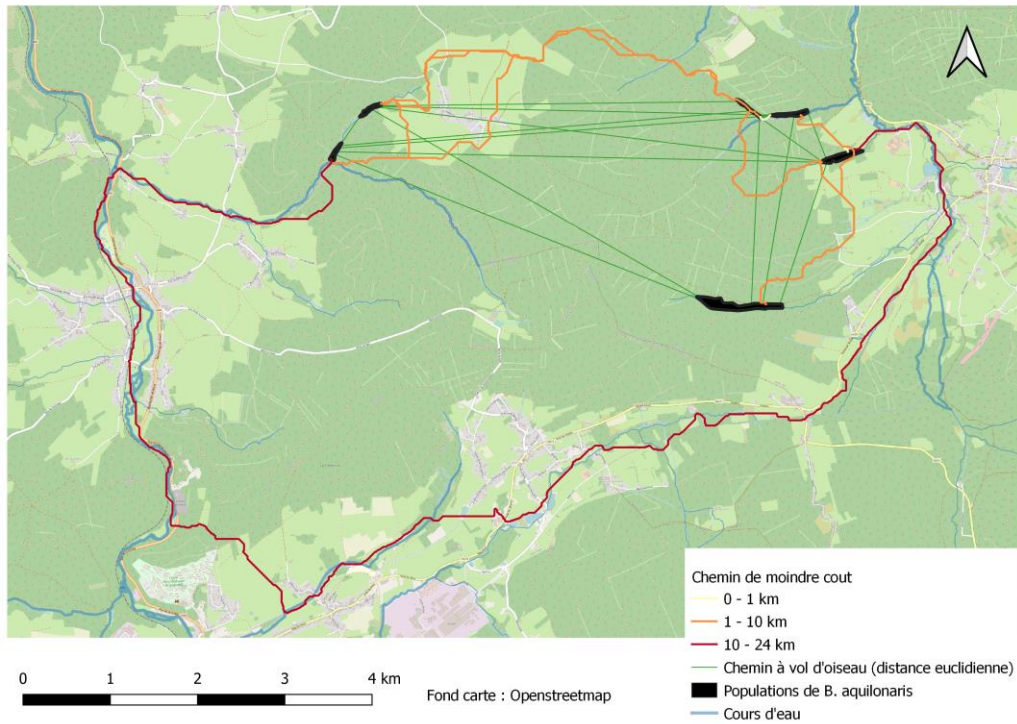 Chemin de moindre cout
0 - 1 km
1 - 10 km
10 - 24 km
Chemin à vol d'oiseau (distance euclidienne)
Populations de B. aquilonaris
Cours d'eau
0 1 2 3 4 km
Fond carte : Openstreetmap